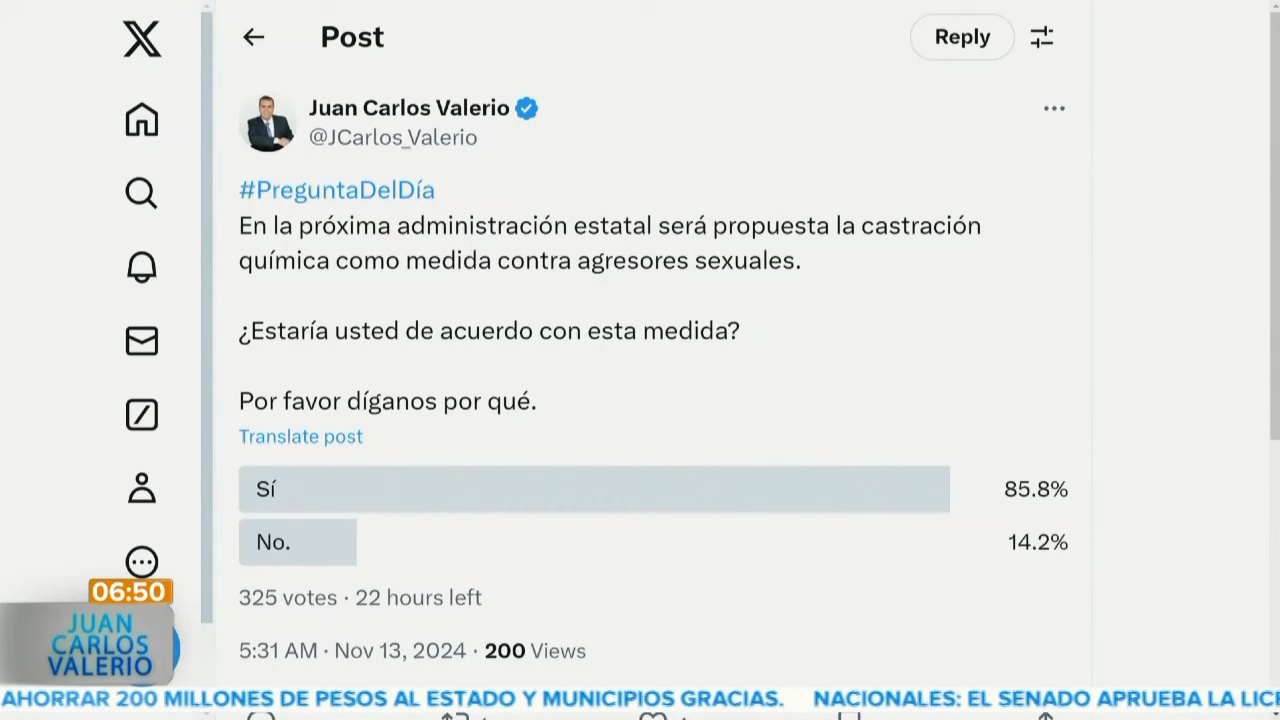 Post
Reply
Juan Carlos Valerio
@JCarlos_Valerio
#PreguntaDelDía
En la próxima administración estatal será propuesta la castración
química como medida contra agresores sexuales.
¿Estaría usted de acuerdo con esta medida?
Por favor díganos por qué.
Translate post
Sí 85.8%
No. 14.2%
325 votes · 22 hours left
5:31 AM · Nov 13, 2024 · 200 Views
06:50
JUAN
CARLOS
VALERIO
AHORRAR 200 MILLONES DE PESOS AL ESTADO Y MUNICIPIOS GRACIAS. NACIONALES: EL SENADO APRUEBA LA LICE